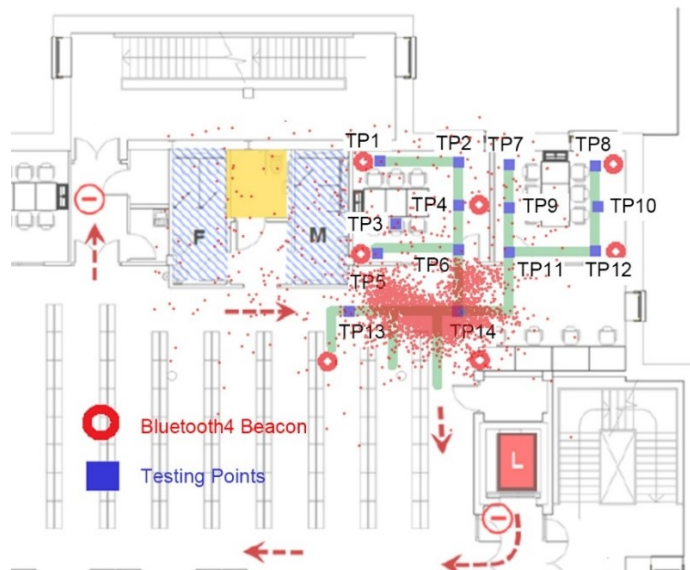 TP1
TP2
TP7
TP8
TP3
TP4
TP9
TP10
F
M
TP5
TP6
TP11
TP12
TP13
TP14
Bluetooth4 Beacon
Testing Points
L